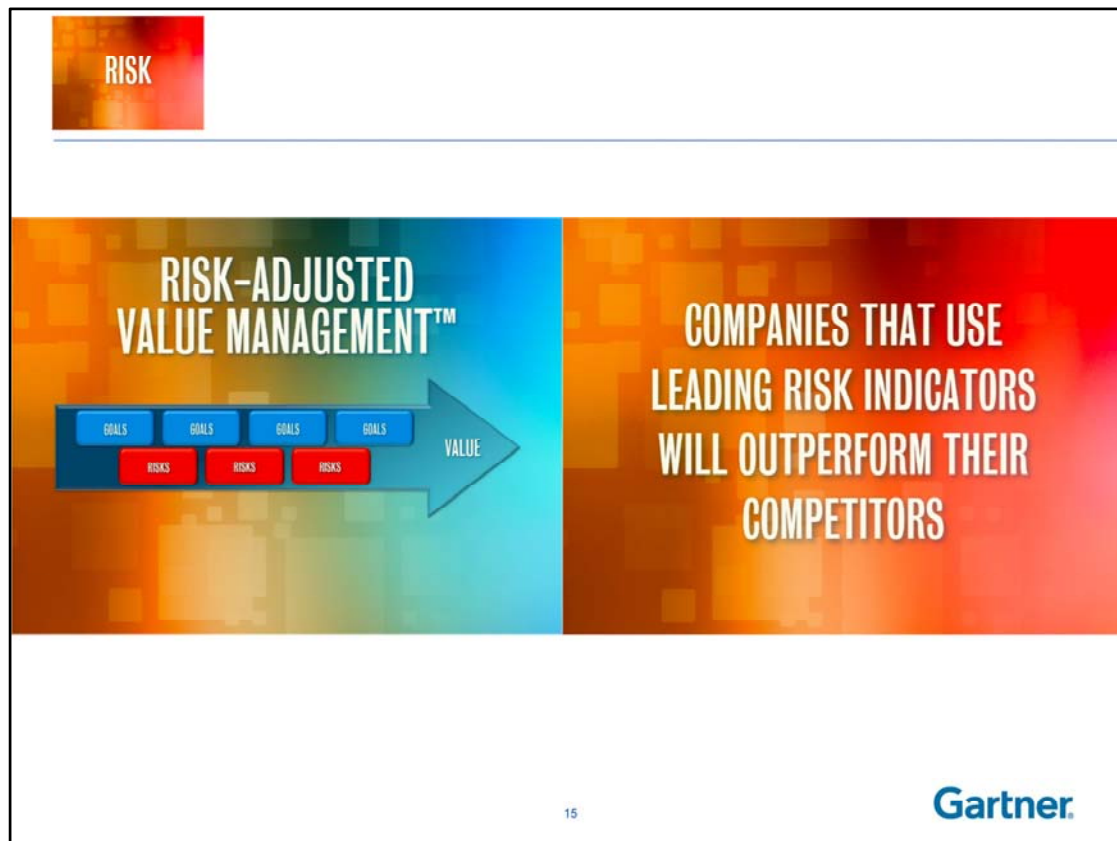 RISK
RISK-ADJUSTED
VALUE MANAGEMENT™
GOALS GOALS GOALS GOALS
RISKS RISKS RISKS
VALUE
COMPANIES THAT USE
LEADING RISK INDICATORS
WILL OUTPERFORM THEIR
COMPETITORS
15
Gartner®